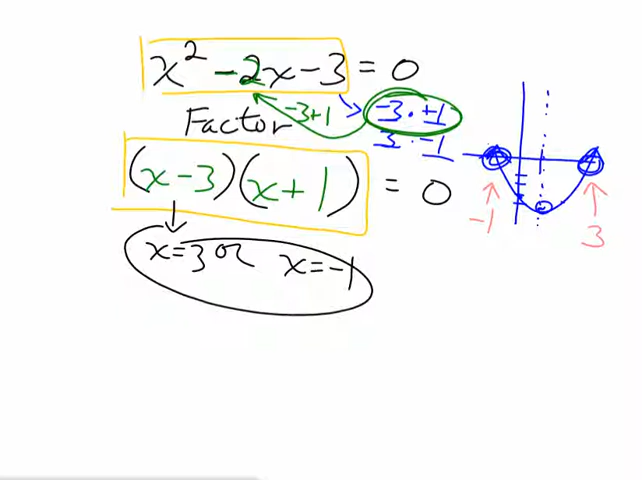 x² - 2x - 3 = 0
-3 · +1
-3+1
Factor
3 · -1
(x - 3)(x + 1) = 0
x = 3 or x = -1
-1
3